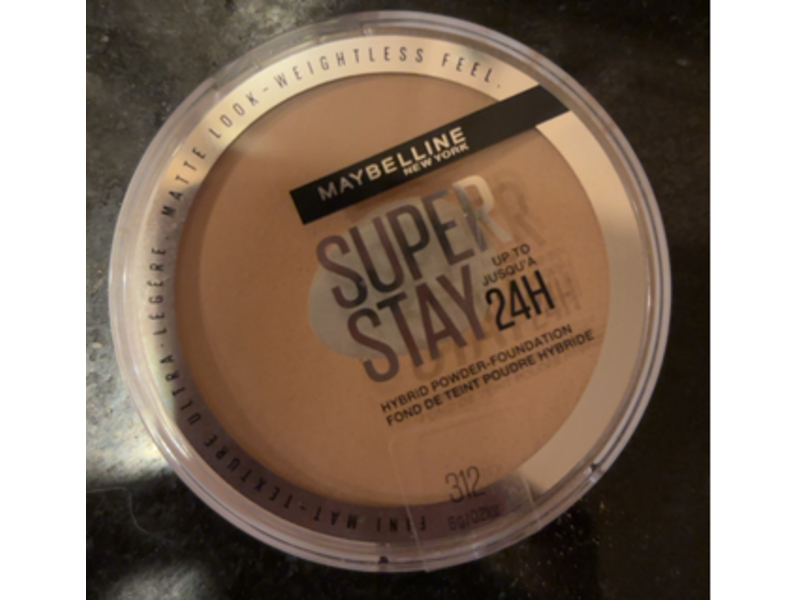 MATTE LOOK-WEIGHTLESS FEEL.
MAYBELLINE
NEW YORK
SUPER
STAY
UP TO
JUSQU'À
24H
HYBRID POWDER-FOUNDATION
FOND DE TEINT POUDRE HYBRIDE
312
FINI MAT-TEXTURE ULTRA-LÉGÈRE.